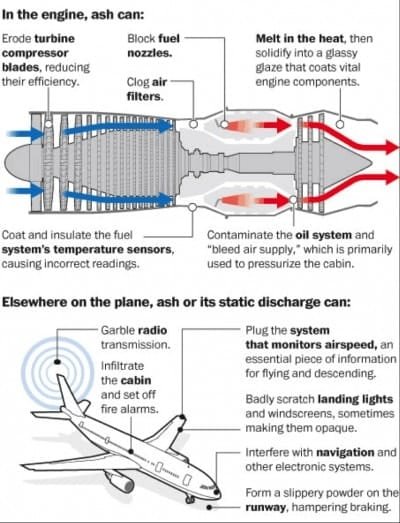 In the engine, ash can:
Erode turbine
compressor
blades, reducing
their efficiency.
Block fuel
nozzles.
Clog air
filters.
Melt in the heat, then
solidify into a glassy
glaze that coats vital
engine components.
Coat and insulate the fuel
system's temperature sensors,
causing incorrect readings.
Contaminate the oil system and
"bleed air supply," which is primarily
used to pressurize the cabin.
Elsewhere on the plane, ash or its static discharge can:
Garble radio
transmission.
Infiltrate
the cabin
and set off
fire alarms.
Plug the system
that monitors airspeed, an
essential piece of information
for flying and descending.
Badly scratch landing lights
and windscreens, sometimes
making them opaque.
Interfere with navigation and
other electronic systems.
Form a slippery powder on the
runway, hampering braking.